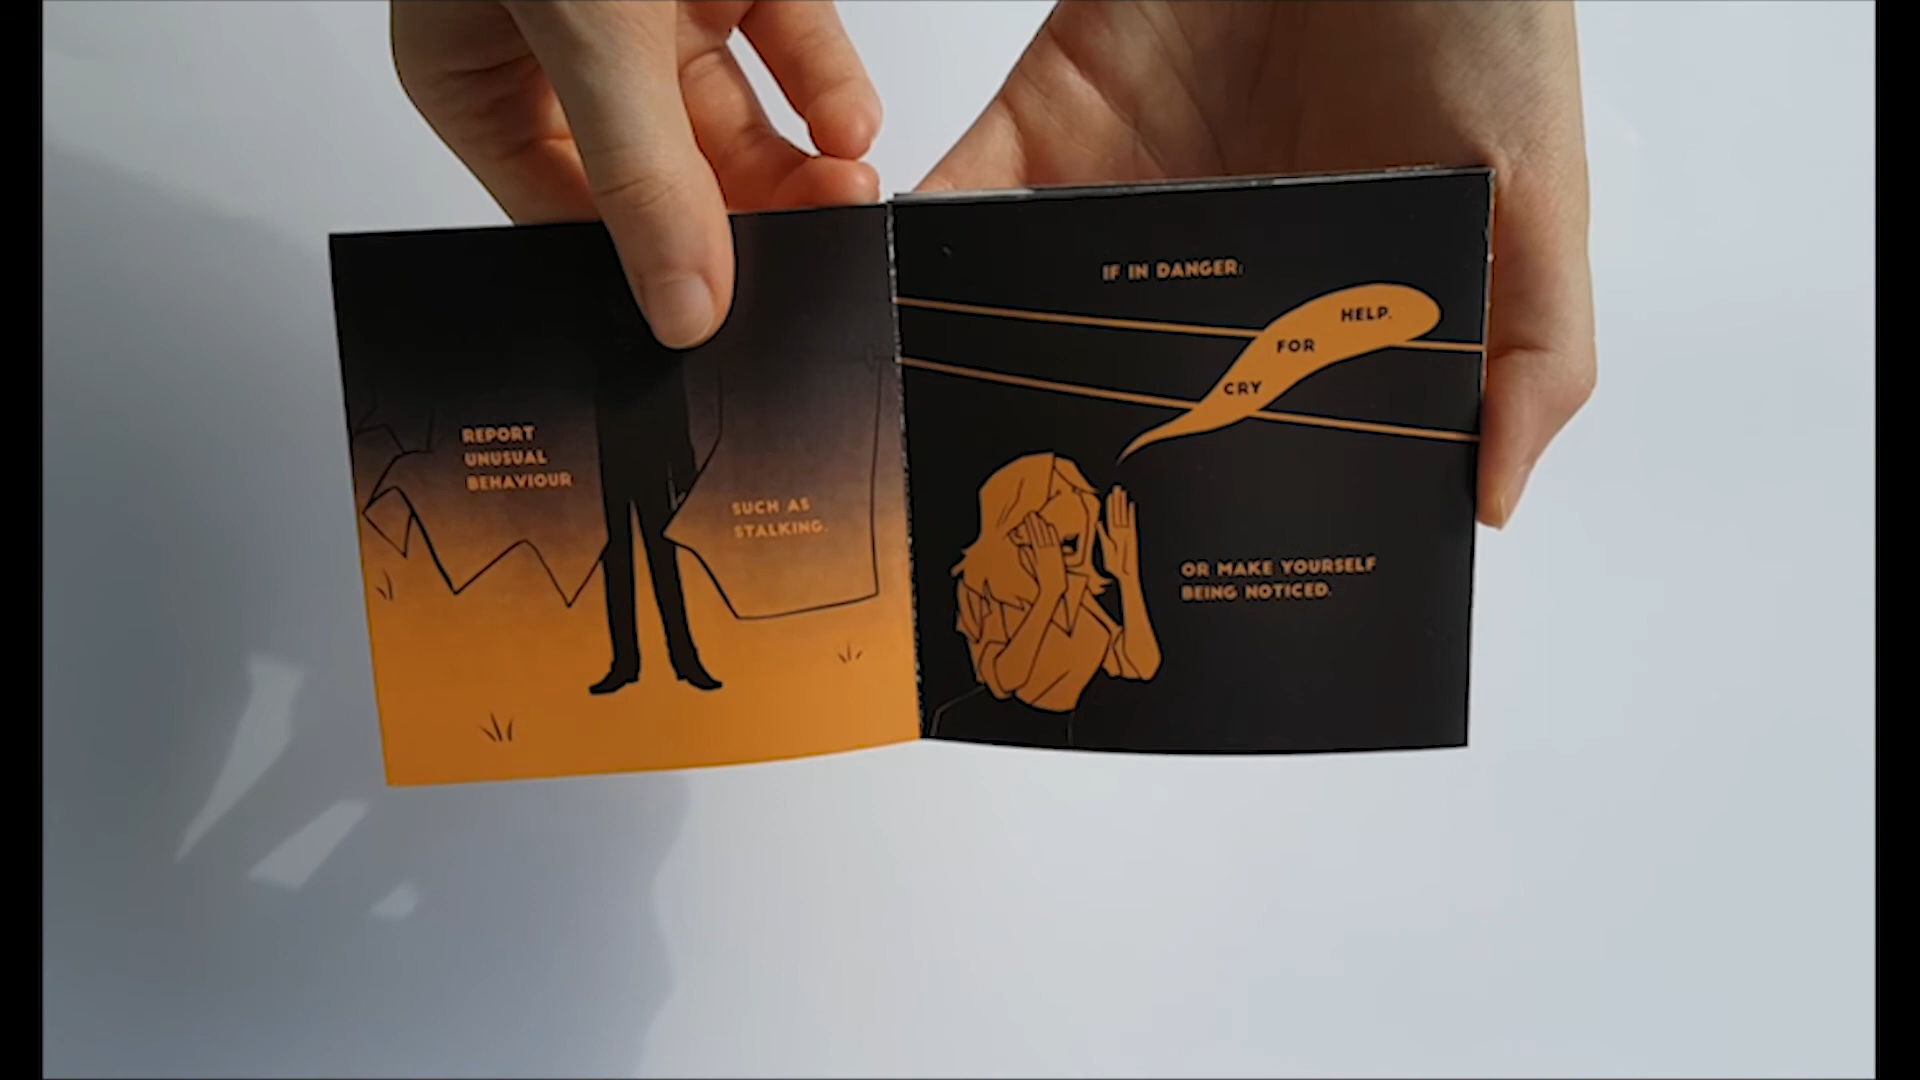 REPORT
UNUSUAL
BEHAVIOUR
SUCH AS
STALKING.
IF IN DANGER:
HELP.
FOR
CRY
OR MAKE YOURSELF
BEING NOTICED.